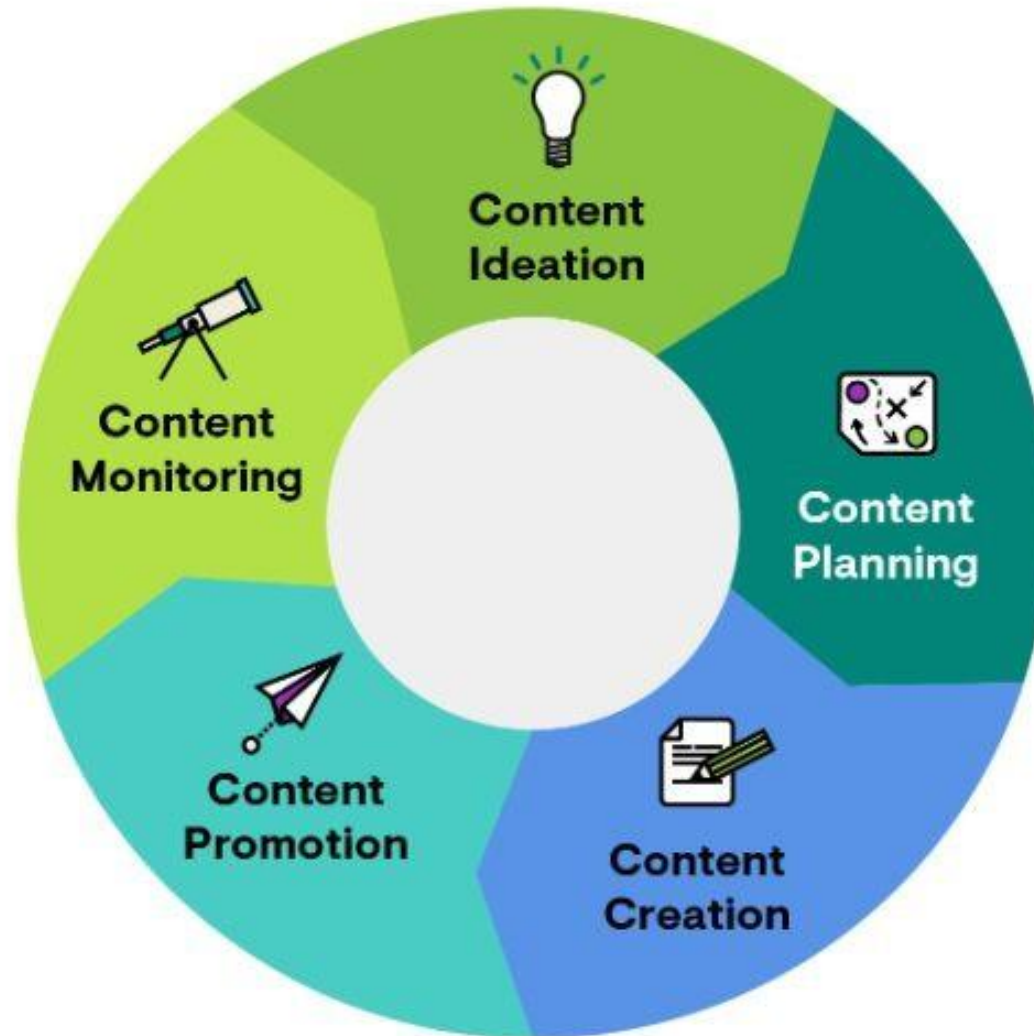 Content
Ideation
Content
Planning
Content
Creation
Content
Promotion
Content
Monitoring